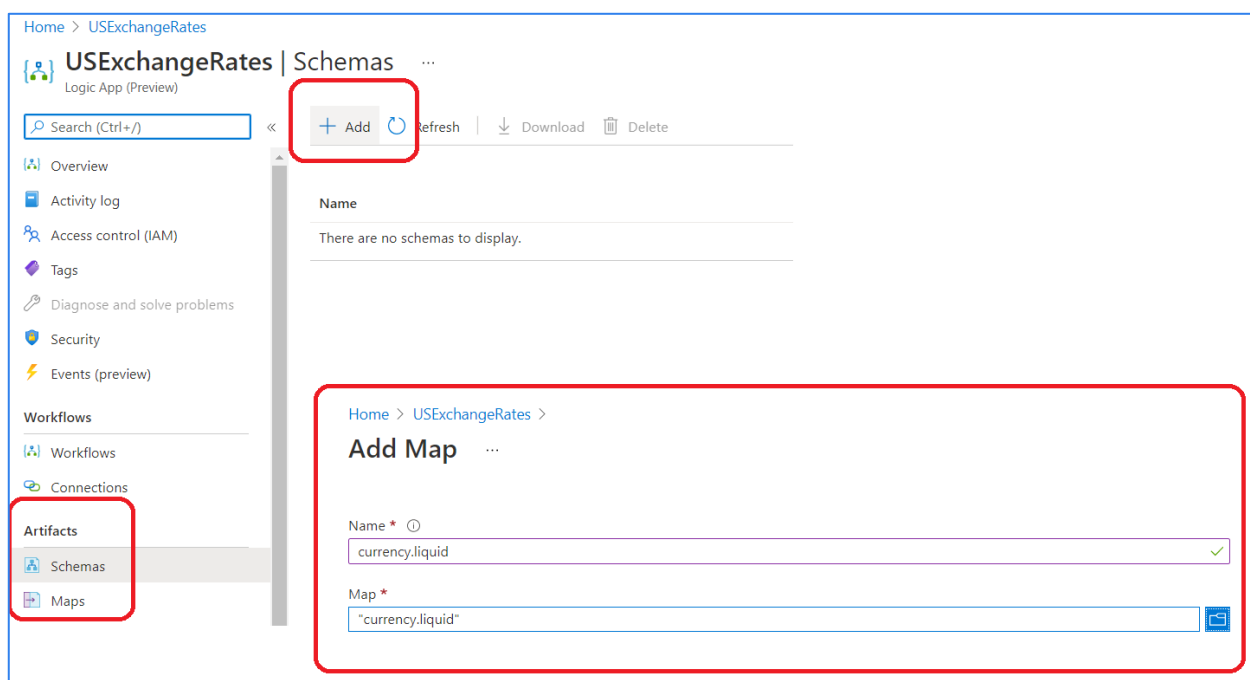 Home > USExchangeRates
USExchangeRates | Schemas ...
Logic App (Preview)
Search (Ctrl+/)
«
+ Add
Refresh
Download
Delete
Overview
Activity log
Access control (IAM)
Tags
Diagnose and solve problems
Security
Events (preview)
Workflows
Workflows
Connections
Artifacts
Schemas
Maps
Name
There are no schemas to display.
Home > USExchangeRates >
Add Map ...
Name *
currency.liquid
Map *
"currency.liquid"